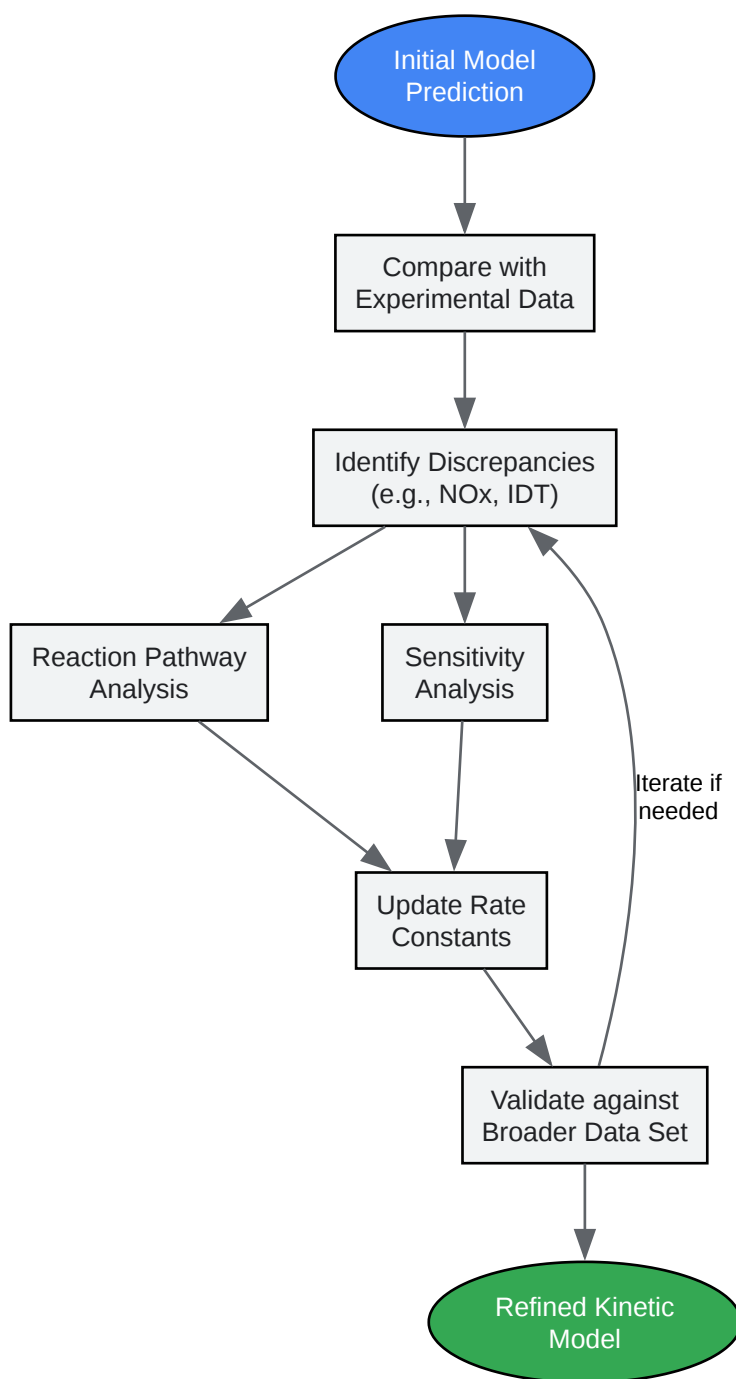 Initial Model
Prediction
Compare with
Experimental Data
Identify Discrepancies
(e.g., NOx, IDT)
Reaction Pathway
Analysis
Sensitivity
Analysis
Iterate if
needed
Update Rate
Constants
Validate against
Broader Data Set
Refined Kinetic
Model